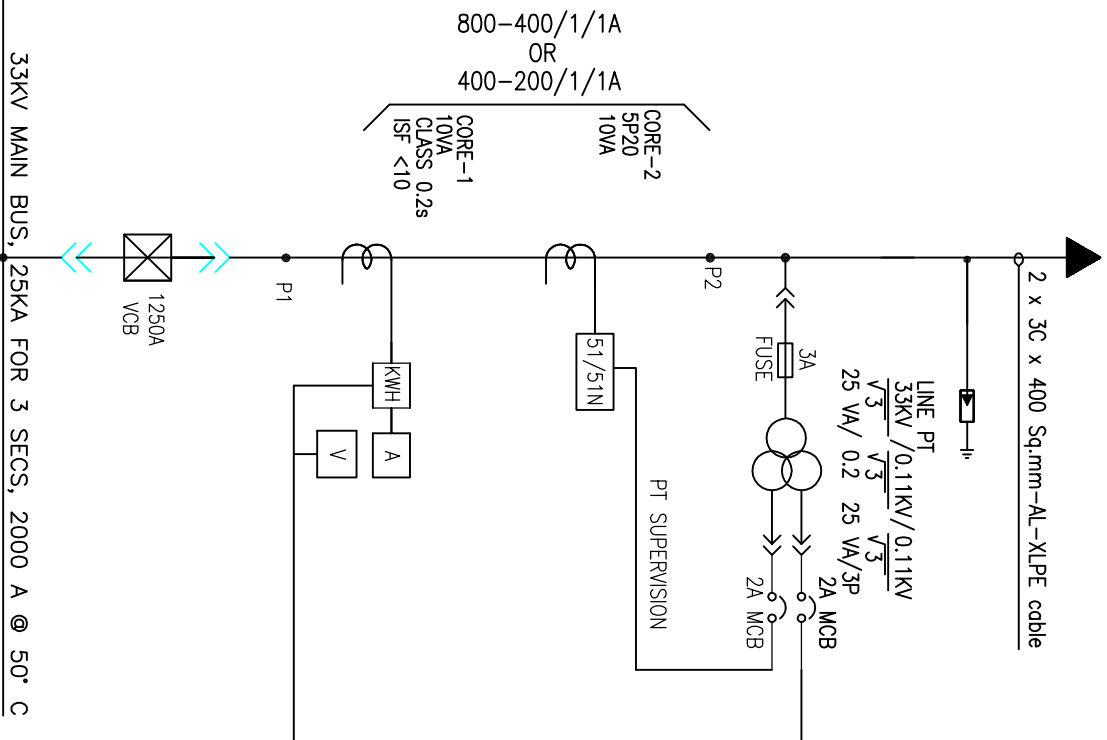 800-400/1/1A
OR
400-200/1/1A
CORE-2
5P20
10VA
CORE-1
10VA
CLASS 0.2s
ISF <10
33KV MAIN BUS, 25KA FOR 3 SECS, 2000 A @ 50° C
1250A
VCB
P1
P2
KWH
A
V
51/51N
3A
FUSE
LINE PT
33KV /0.11KV/ 0.11KV
√3 √3 √3
25 VA/ 0.2 25 VA/3P
PT SUPERVISION
2A MCB
2A MCB
2 x 3C x 400 Sq.mm-AL-XLPE cable